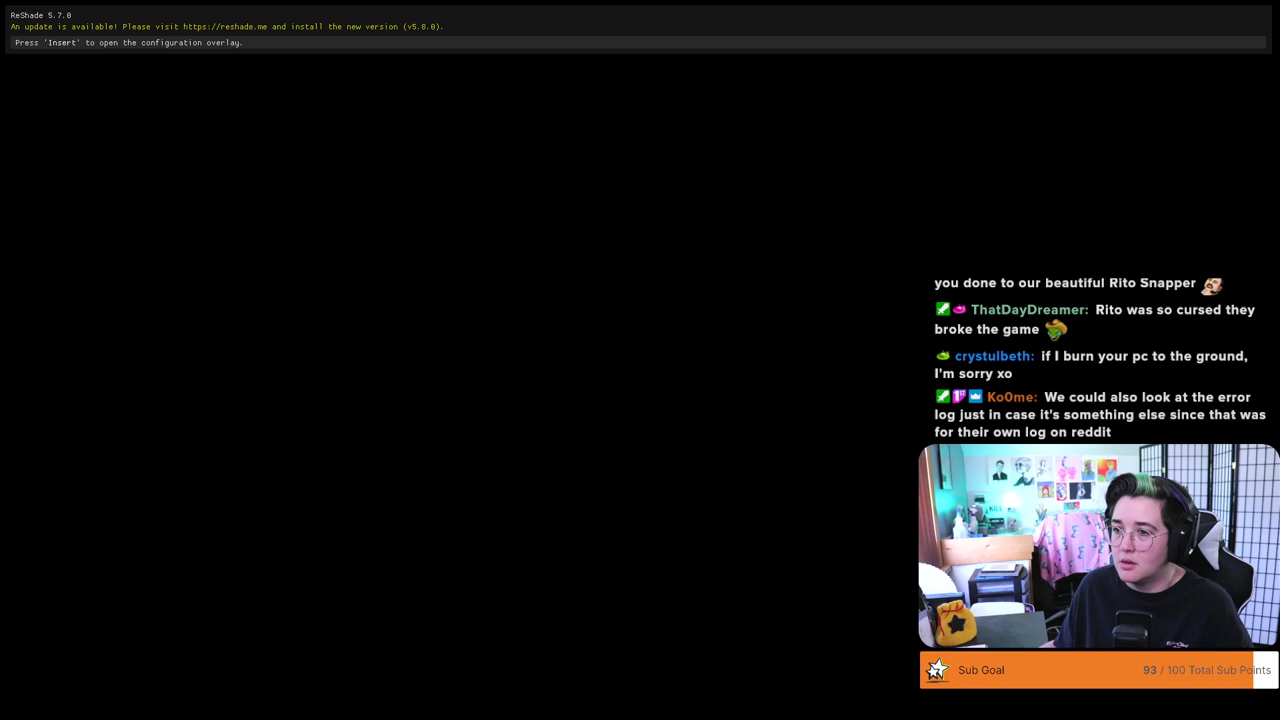 ReShade 5.7.0
An update is available! Please visit https://reshade.me and install the new version (v5.8.0).
Press 'Insert' to open the configuration overlay.
you done to our beautiful Rito Snapper
ThatDayDreamer: Rito was so cursed they
broke the game
crystulbeth: if I burn your pc to the ground,
I'm sorry xo
Ko0me: We could also look at the error
log just in case it's something else since that was
for their own log on reddit
KILL
Sub Goal
93 / 100 Total Sub Points